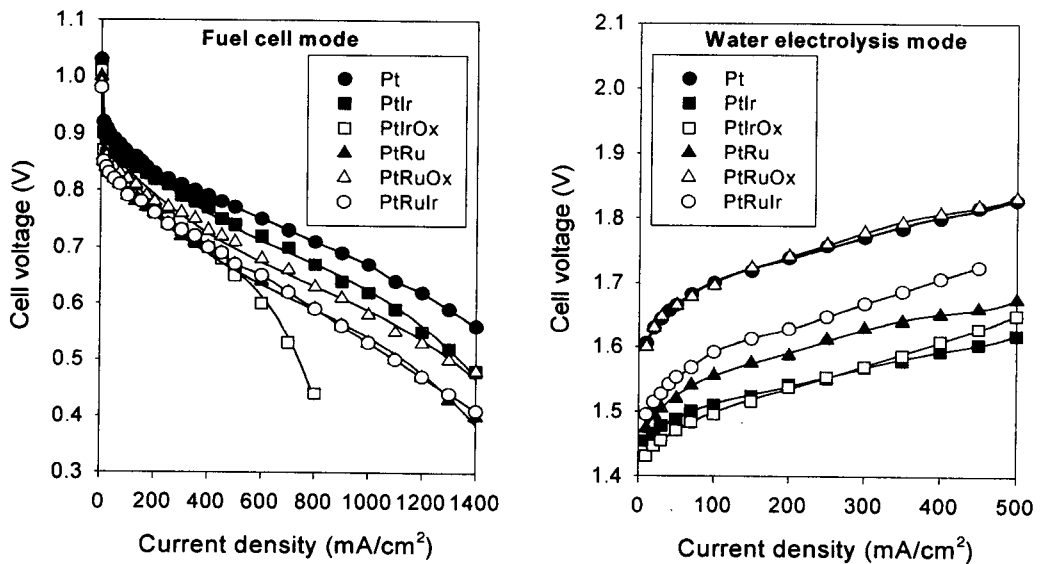 Fuel cell mode
Pt
PtIr
PtIrOx
PtRu
PtRuOx
PtRuIr
1.1
1.0
0.9
0.8
0.7
0.6
0.5
0.4
0.3
Cell voltage (V)
0 200 400 600 800 1000 1200 1400
Current density (mA/cm²)
Water electrolysis mode
Pt
PtIr
PtIrOx
PtRu
PtRuOx
PtRuIr
2.1
2.0
1.9
1.8
1.7
1.6
1.5
1.4
Cell voltage (V)
0 100 200 300 400 500
Current density (mA/cm²)